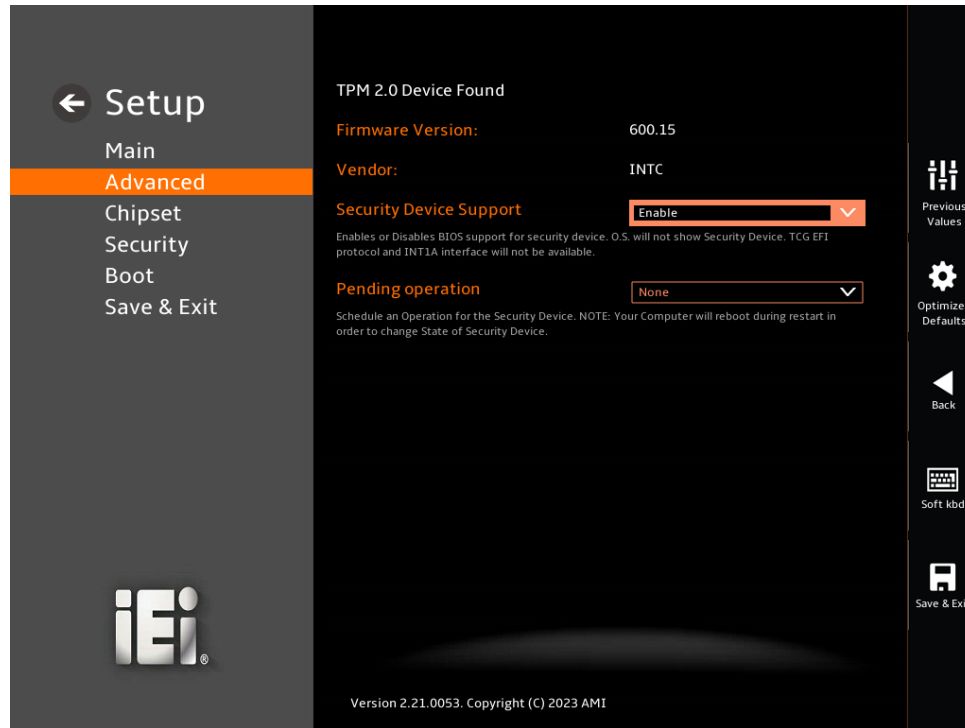 Setup
Main
Advanced
Chipset
Security
Boot
Save & Exit
iEi®
TPM 2.0 Device Found
Firmware Version: 600.15
Vendor: INTC
Security Device Support Enable
Enables or Disables BIOS support for security device. O.S. will not show Security Device. TCG EFI
protocol and INT1A interface will not be available.
Pending operation None
Schedule an Operation for the Security Device. NOTE: Your Computer will reboot during restart in
order to change State of Security Device.
Version 2.21.0053. Copyright (C) 2023 AMI
Previous
Values
Optimize
Defaults
Back
Soft kbd
Save & Exi